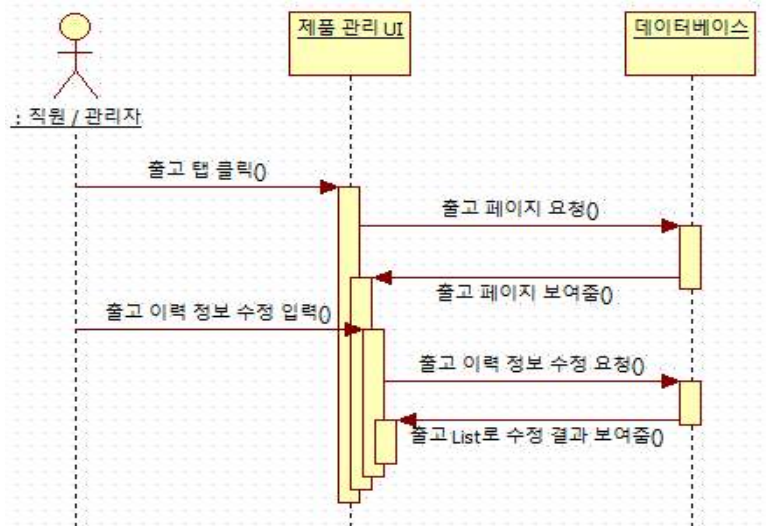 제품 관리 UI
데이터베이스
: 직원 / 관리자
출고 탭 클릭()
출고 페이지 요청()
출고 페이지 보여줌()
출고 이력 정보 수정 입력()
출고 이력 정보 수정 요청()
출고 List로 수정 결과 보여줌()